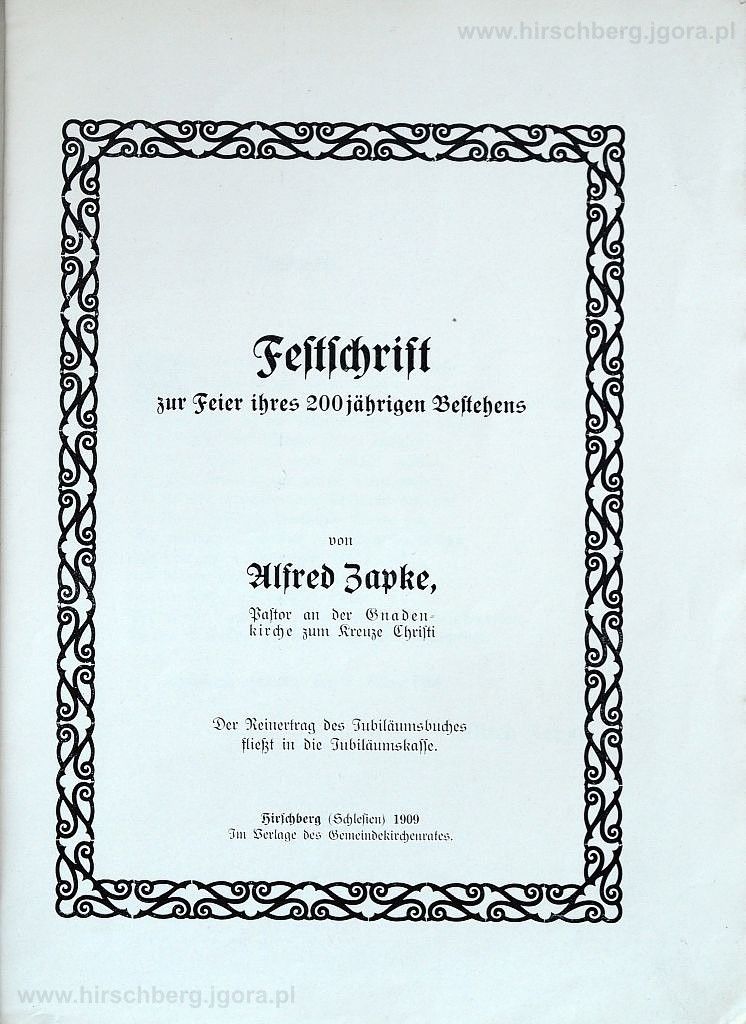 www.hirschberg.jgora.pl
Festschrift
zur Feier ihres 200jährigen Bestehens
von
Alfred Zapke,
Pastor an der Gnaden-
kirche zum Kreuze Christi
Der Reinertrag des Jubiläumsbuches
fließt in die Jubiläumskasse.
Hirschberg (Schlesien) 1909
Im Verlage des Gemeindekirchenrates.
www.hirschberg.jgora.pl